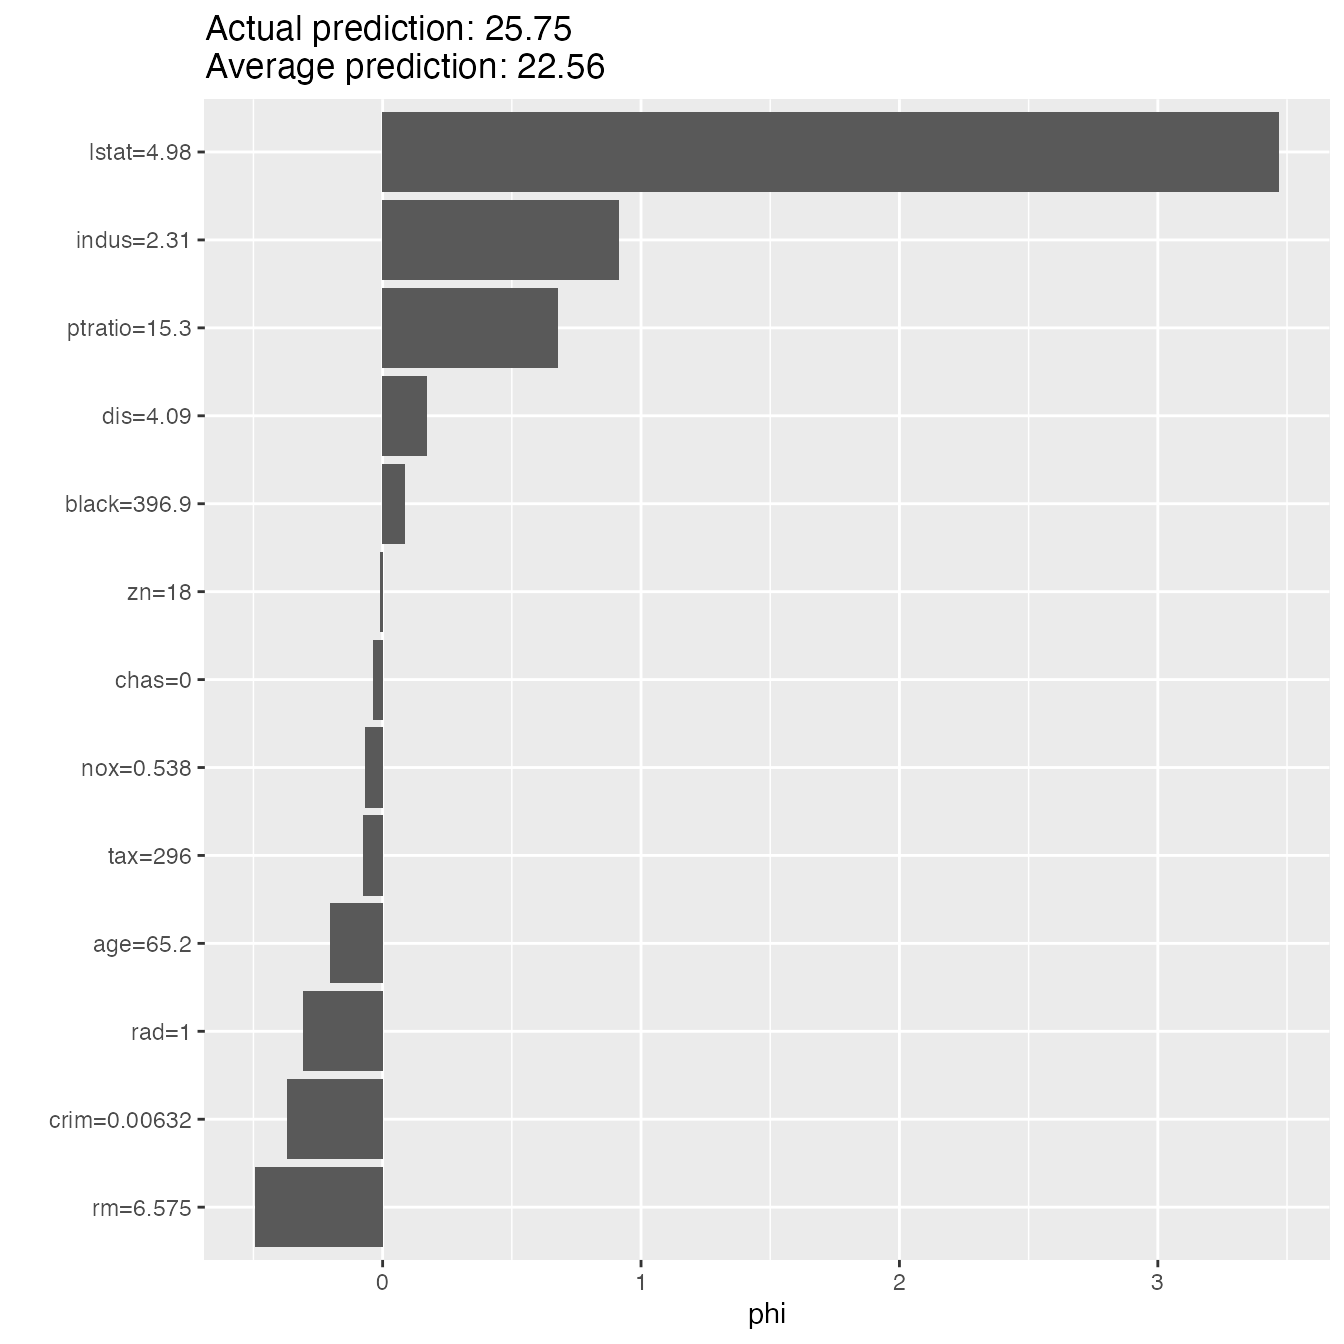 Actual prediction: 25.75
Average prediction: 22.56
lstat=4.98
indus=2.31
ptratio=15.3
dis=4.09
black=396.9
zn=18
chas=0
nox=0.538
tax=296
age=65.2
rad=1
crim=0.00632
rm=6.575
0 1 2 3
phi